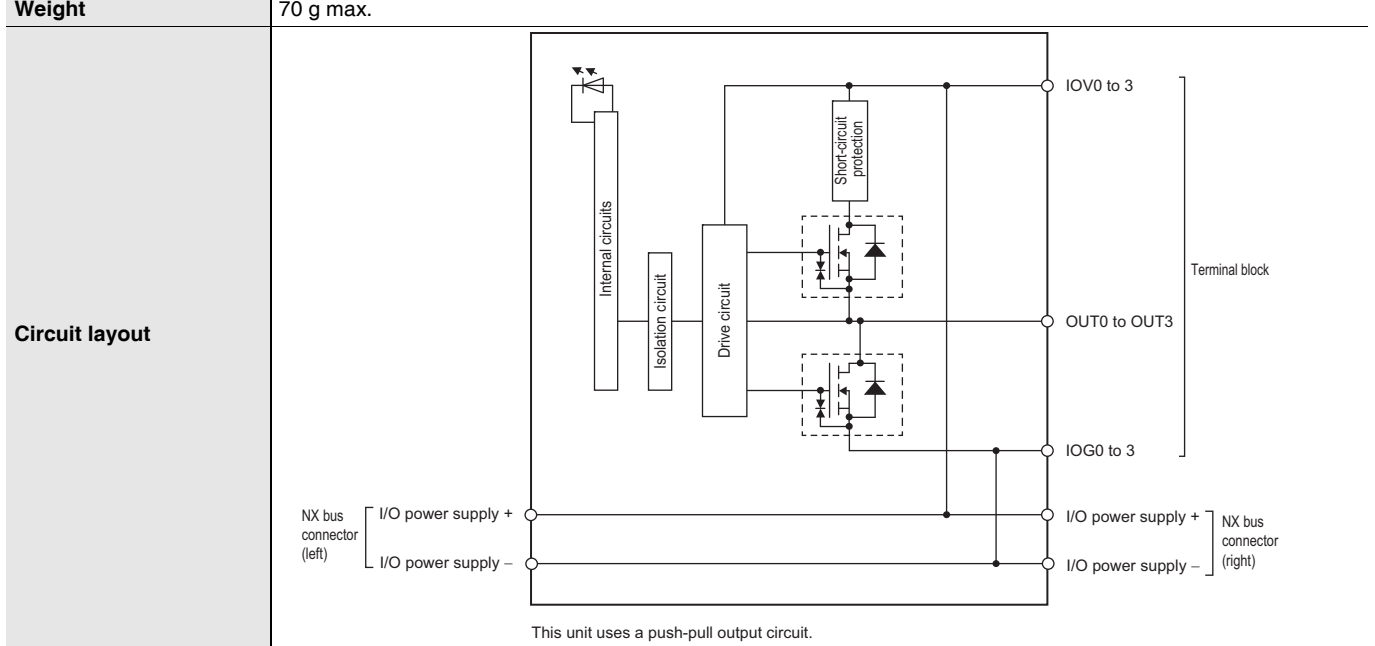 Weight
70 g max.
Circuit layout
Internal circuits
Isolation circuit
Drive circuit
Short-circuit
protection
IOV0 to 3
OUT0 to OUT3
IOG0 to 3
Terminal block
NX bus
connector
(left)
I/O power supply +
I/O power supply –
I/O power supply +
I/O power supply –
NX bus
connector
(right)
This unit uses a push-pull output circuit.